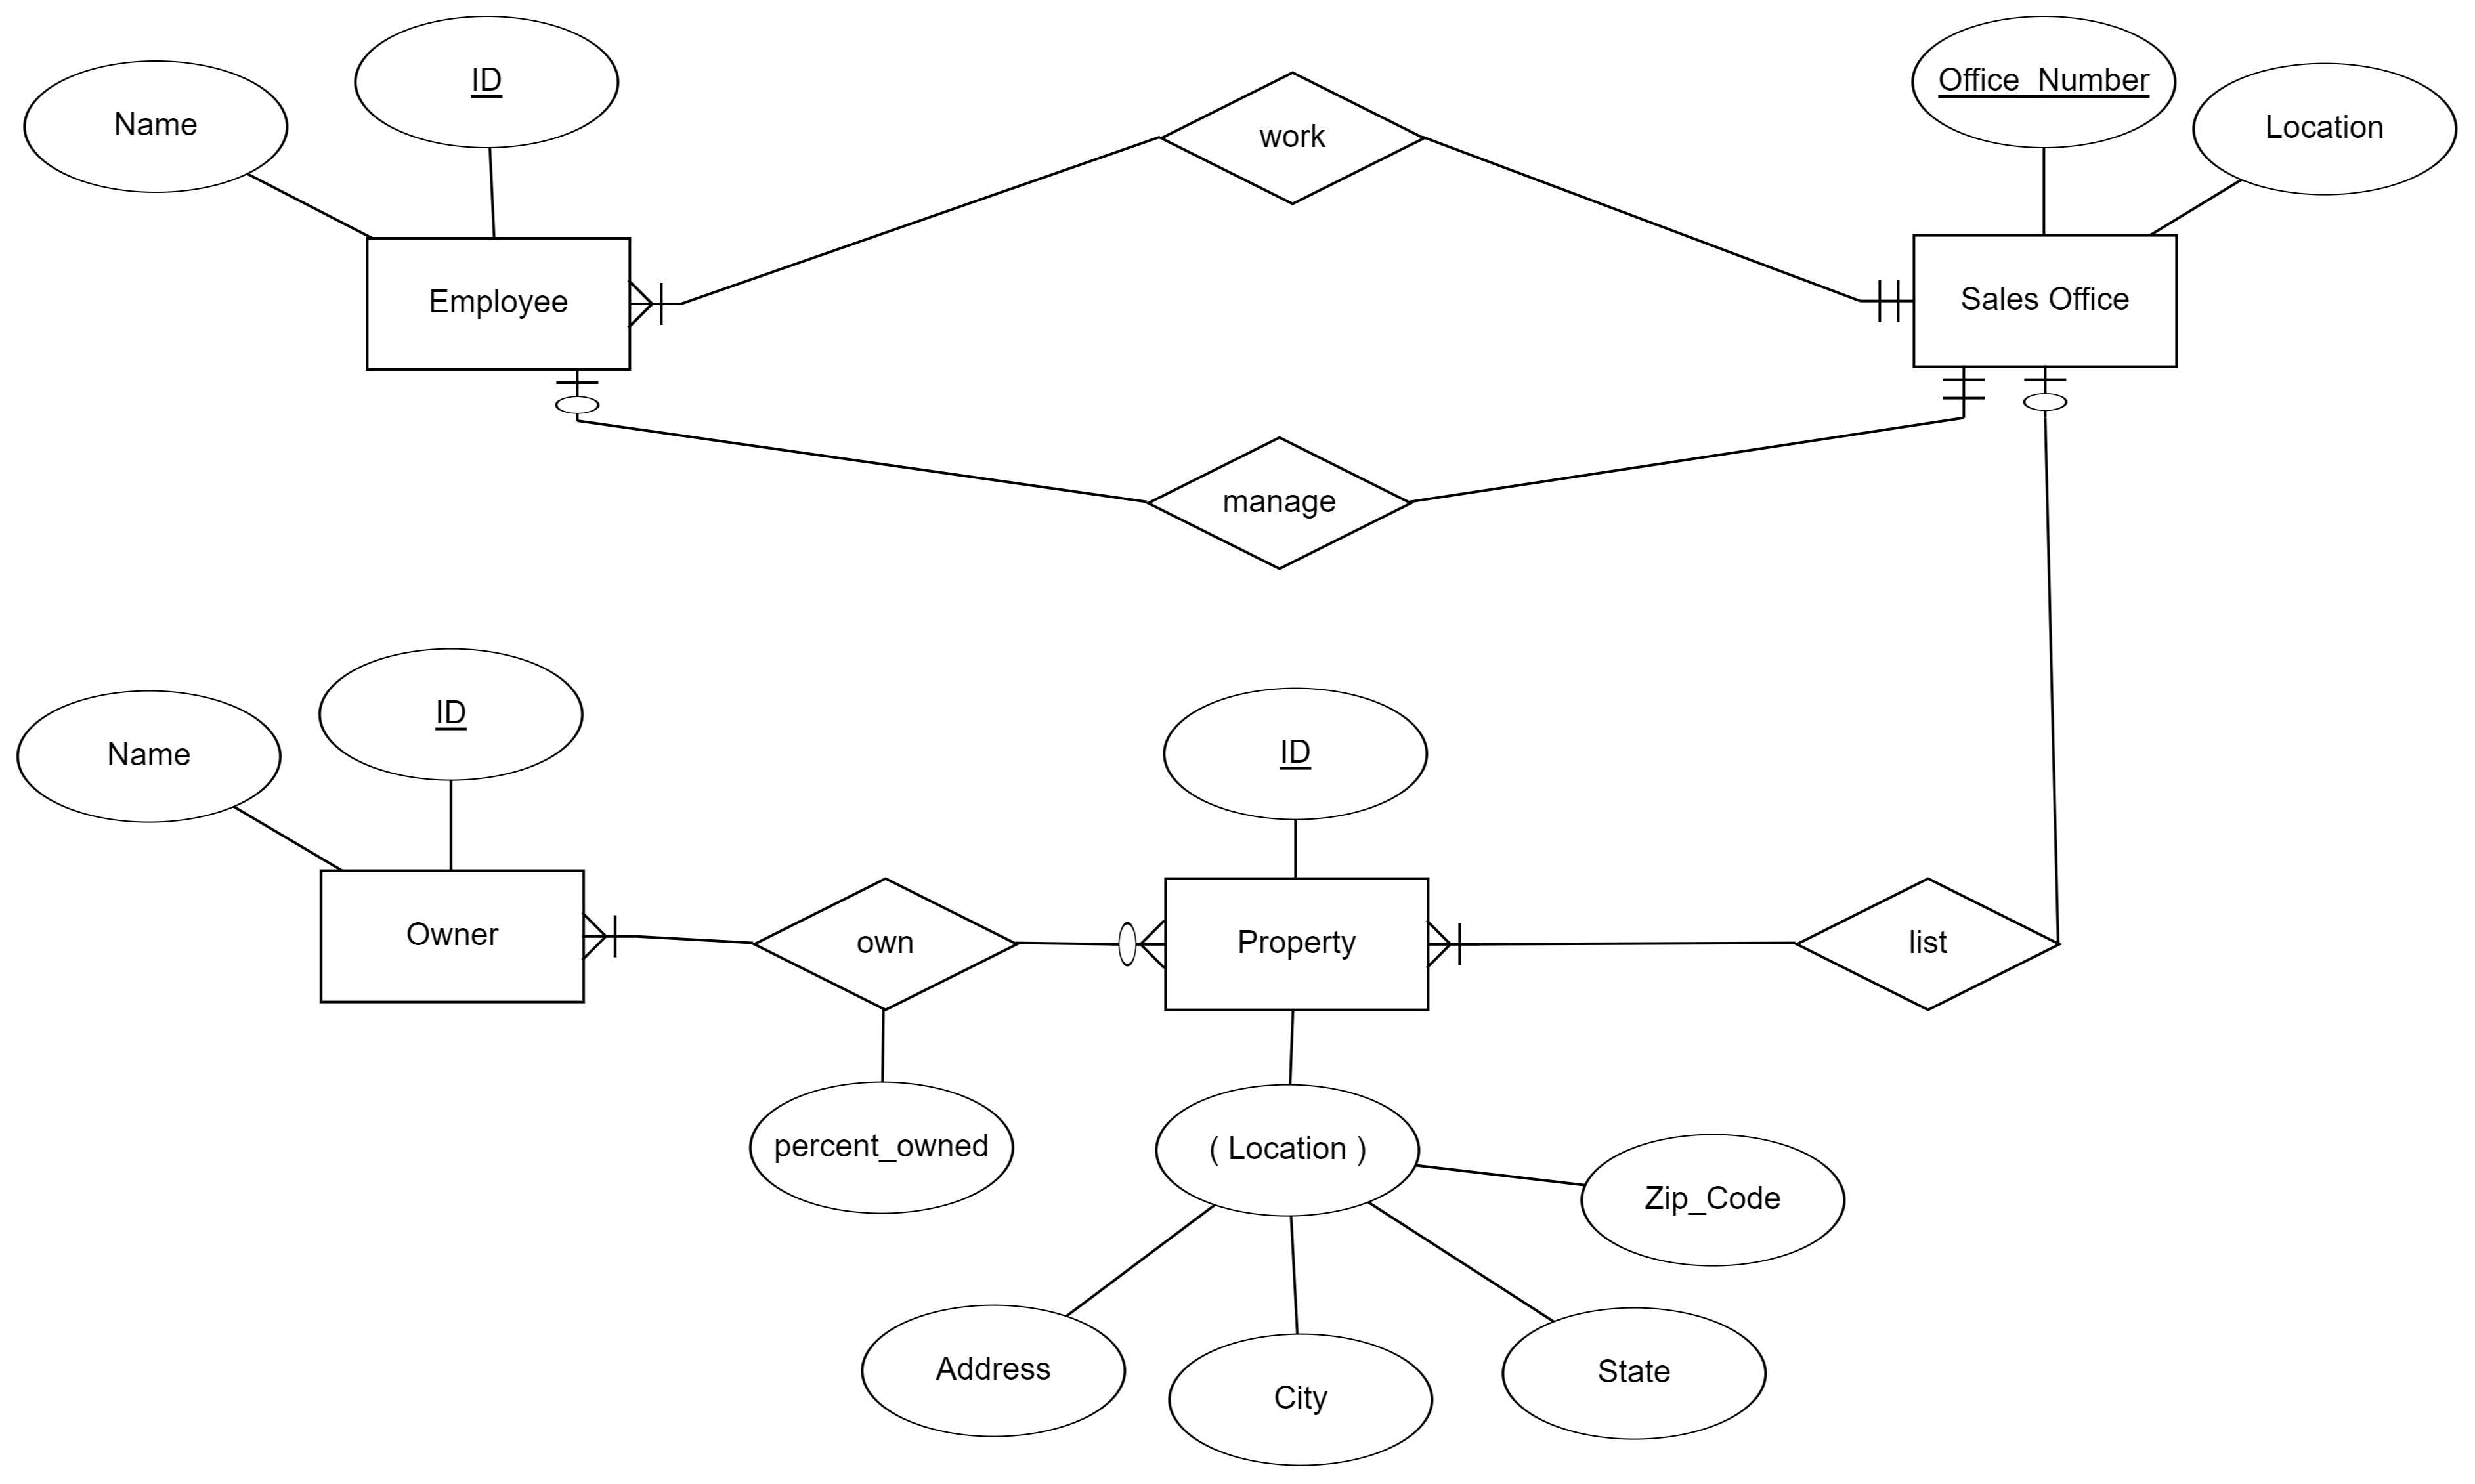 Name
ID
work
Office_Number
Location
Employee
Sales Office
manage
Name
ID
ID
Owner
own
Property
list
percent_owned
( Location )
Zip_Code
Address
City
State